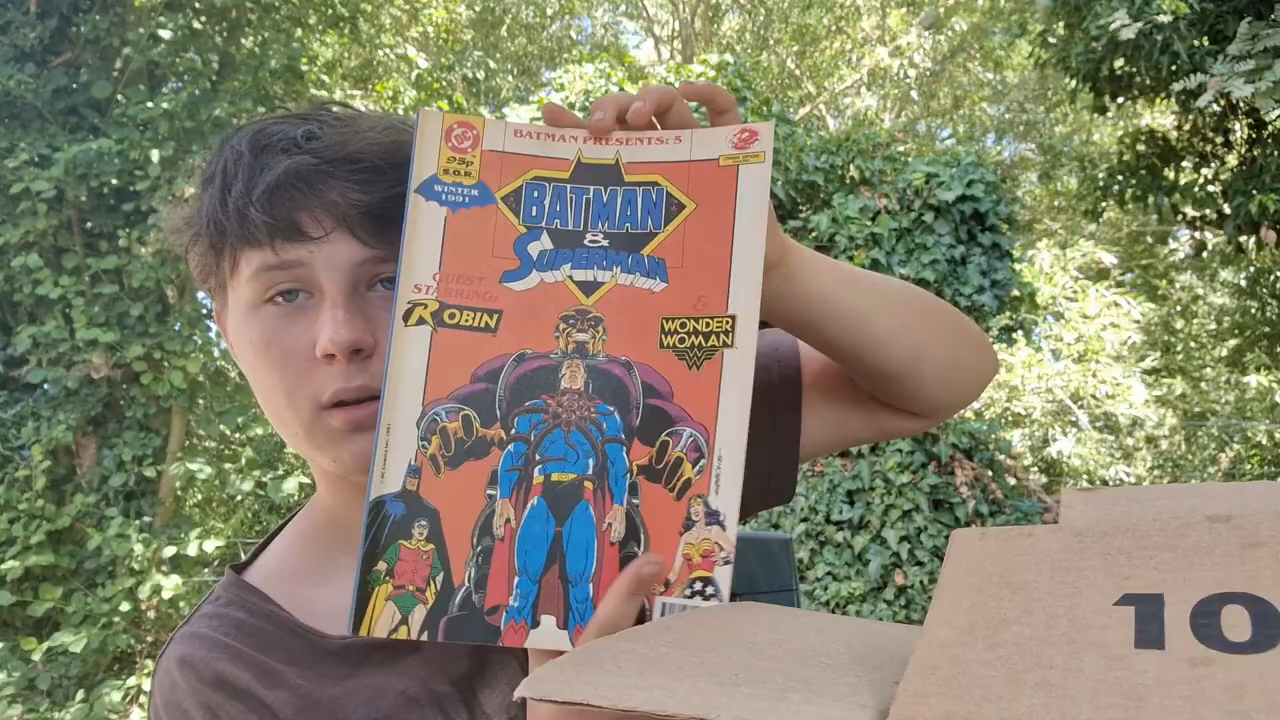 BATMAN PRESENTS: 5
DC
95p
S.O.R.
WINTER
1991
BATMAN
&
SUPERMAN
GUEST
STARRING:
ROBIN
&
WONDER
WOMAN
10